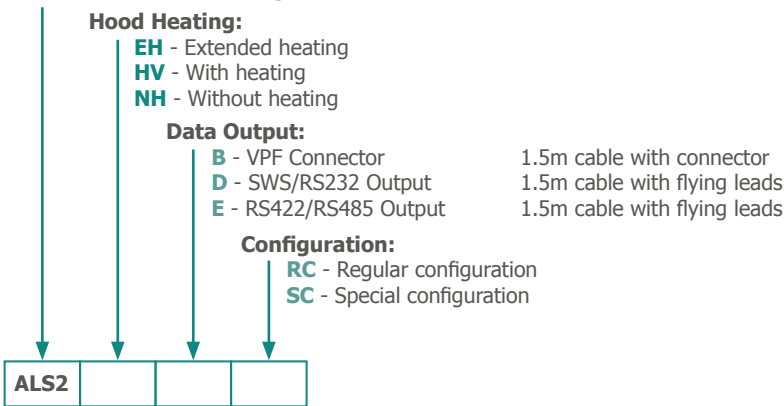 Hood Heating:
EH - Extended heating
HV - With heating
NH - Without heating
Data Output:
B - VPF Connector 1.5m cable with connector
D - SWS/RS232 Output 1.5m cable with flying leads
E - RS422/RS485 Output 1.5m cable with flying leads
Configuration:
RC - Regular configuration
SC - Special configuration
ALS2